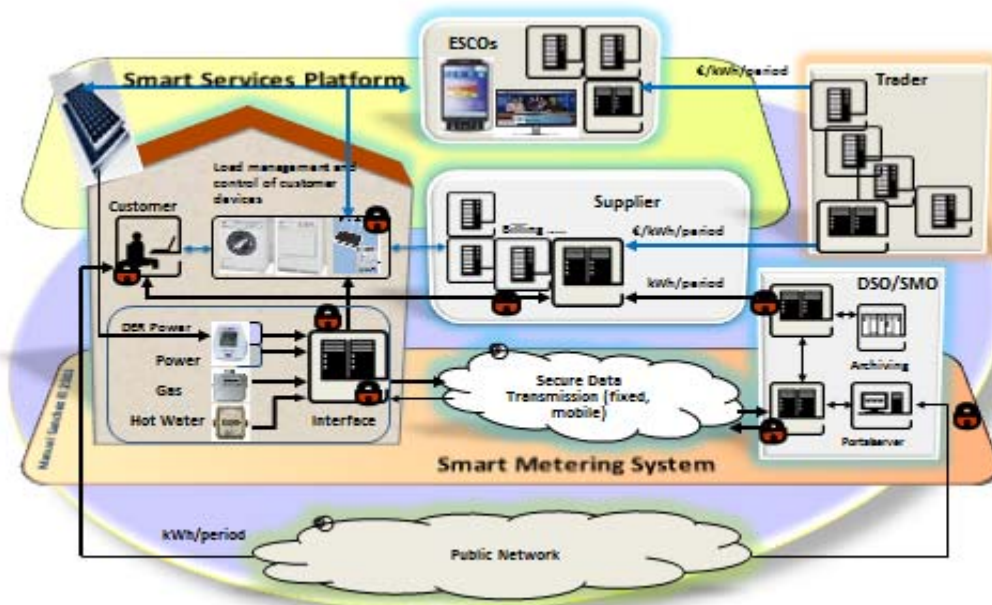 ESCOs
Smart Services Platform
€/kWh/period
Trader
Load management and
control of customer
devices
Customer
Supplier
Billing .....
€/kWh/period
kWh/period
DSO/SMO
DER Power
Power
Gas
Hot Water
Interface
Secure Data
Transmission (fixed,
mobile)
Archiving
Portalserver
Smart Metering System
kWh/period
Public Network